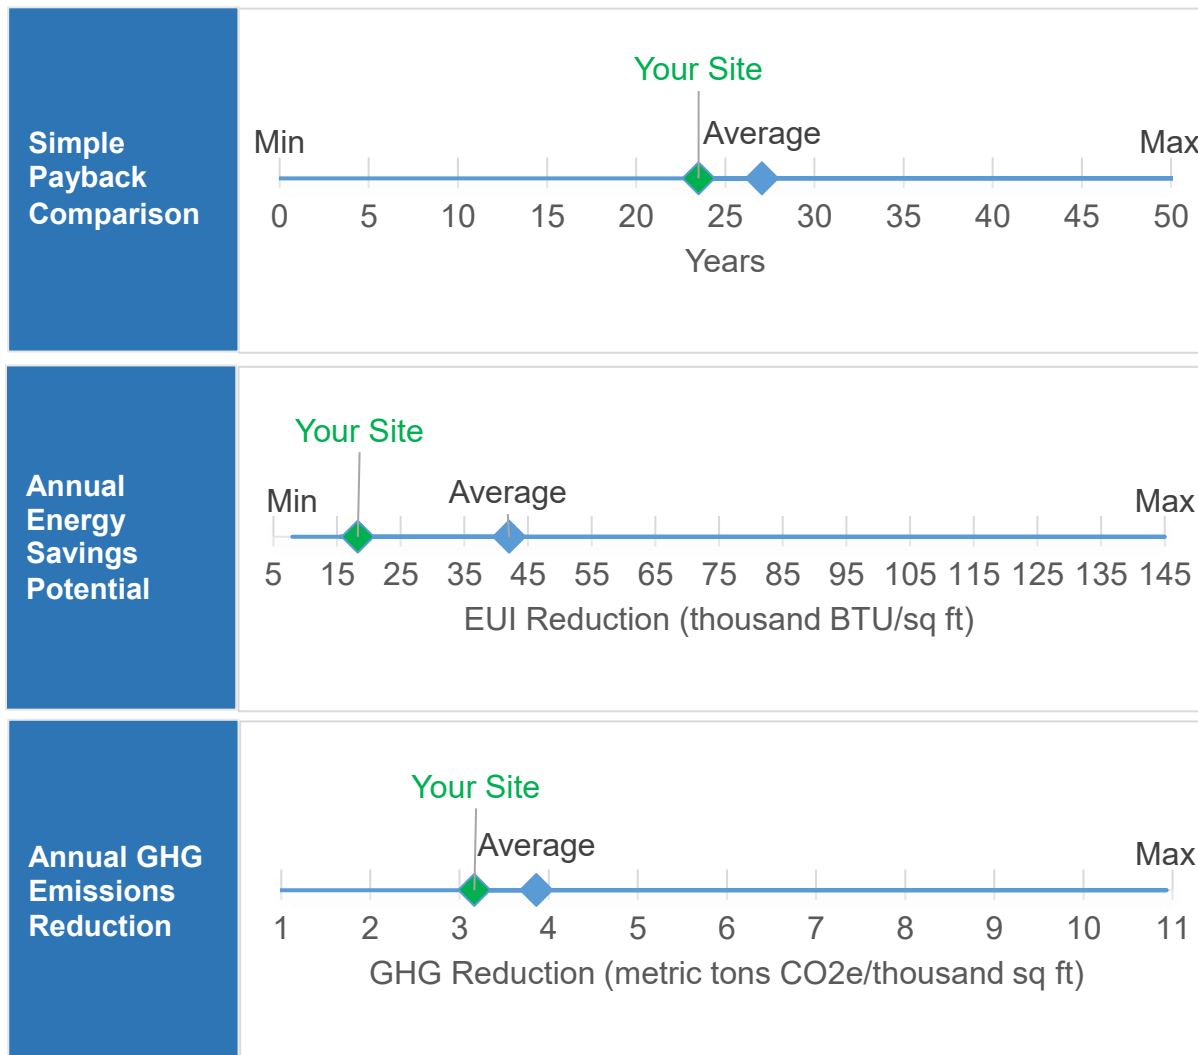 Simple
Payback
Comparison
Your Site
Average
Min
Max
0 5 10 15 20 25 30 35 40 45 50
Years
Annual
Energy
Savings
Potential
Your Site
Average
Min
Max
5 15 25 35 45 55 65 75 85 95 105 115 125 135 145
EUI Reduction (thousand BTU/sq ft)
Annual GHG
Emissions
Reduction
Your Site
Average
Max
1 2 3 4 5 6 7 8 9 10 11
GHG Reduction (metric tons CO2e/thousand sq ft)